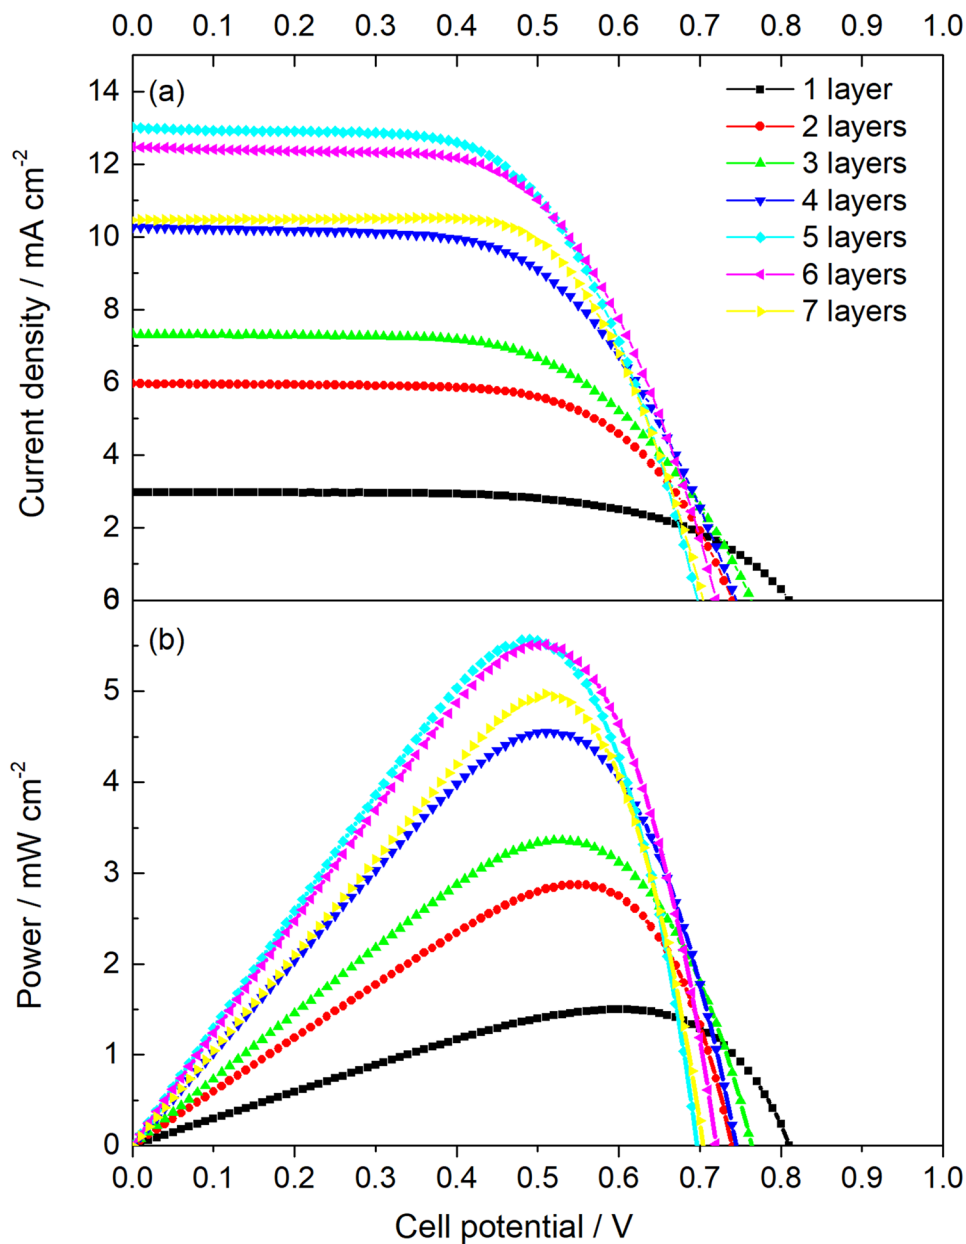 0.0 0.1 0.2 0.3 0.4 0.5 0.6 0.7 0.8 0.9 1.0
(a)
1 layer
2 layers
3 layers
4 layers
5 layers
6 layers
7 layers
14
12
10
8
6
4
2
0
Current density / mA cm-2
6
(b)
5
4
3
2
1
0
Power / mW cm-2
0.0 0.1 0.2 0.3 0.4 0.5 0.6 0.7 0.8 0.9 1.0
Cell potential / V